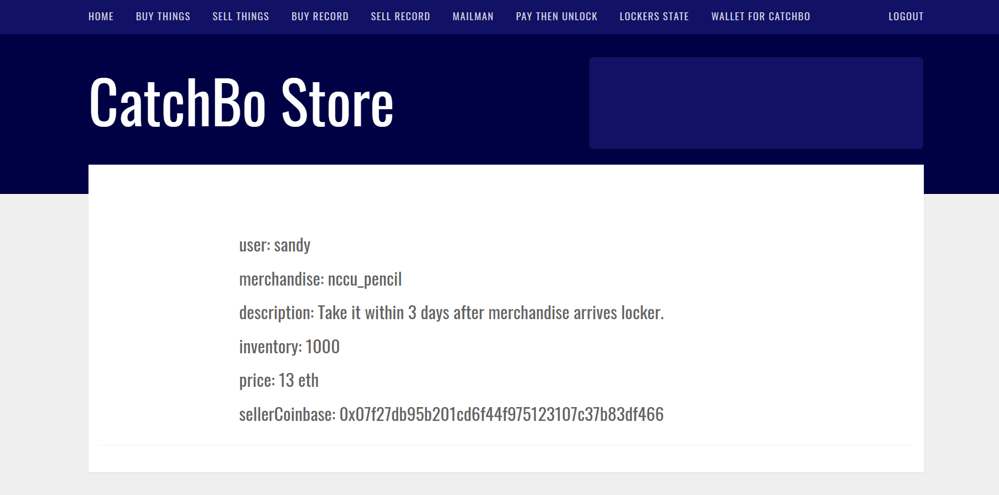 HOME BUY THINGS SELL THINGS BUY RECORD SELL RECORD MAILMAN PAY THEN UNLOCK LOCKERS STATE WALLET FOR CATCHBO LOGOUT
CatchBo Store
user: sandy
merchandise: nccu_pencil
description: Take it within 3 days after merchandise arrives locker.
inventory: 1000
price: 13 eth
sellerCoinbase: 0x07f27db95b201cd6f44f975123107c37b83df466